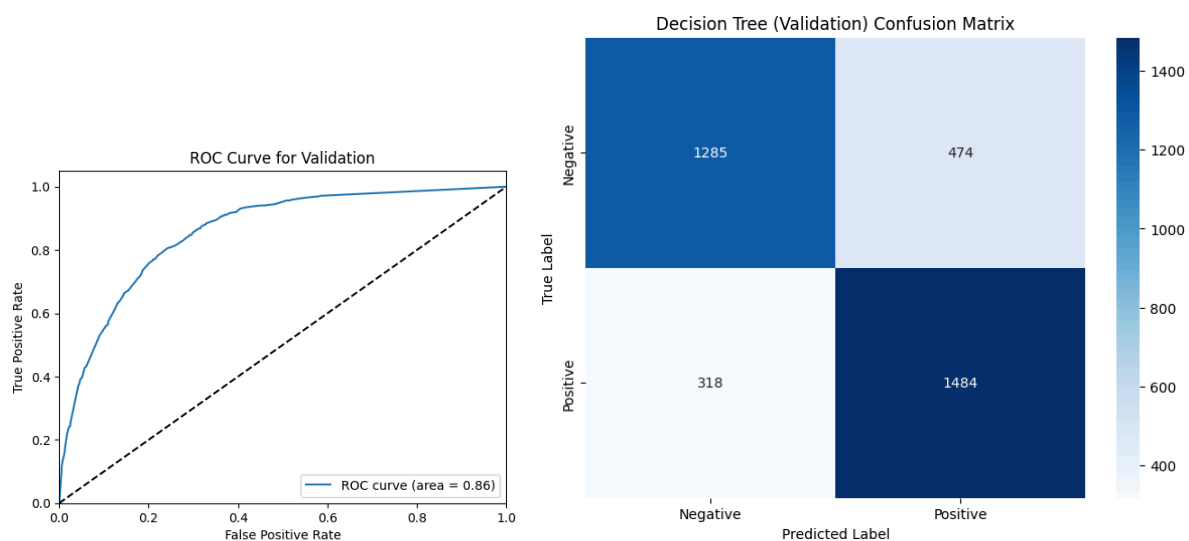 ROC Curve for Validation
True Positive Rate
1.0
0.8
0.6
0.4
0.2
0.0
0.0 0.2 0.4 0.6 0.8 1.0
False Positive Rate
ROC curve (area = 0.86)
Decision Tree (Validation) Confusion Matrix
True Label
Negative
Positive
1285 474
318 1484
Negative Positive
Predicted Label
1400
1200
1000
800
600
400